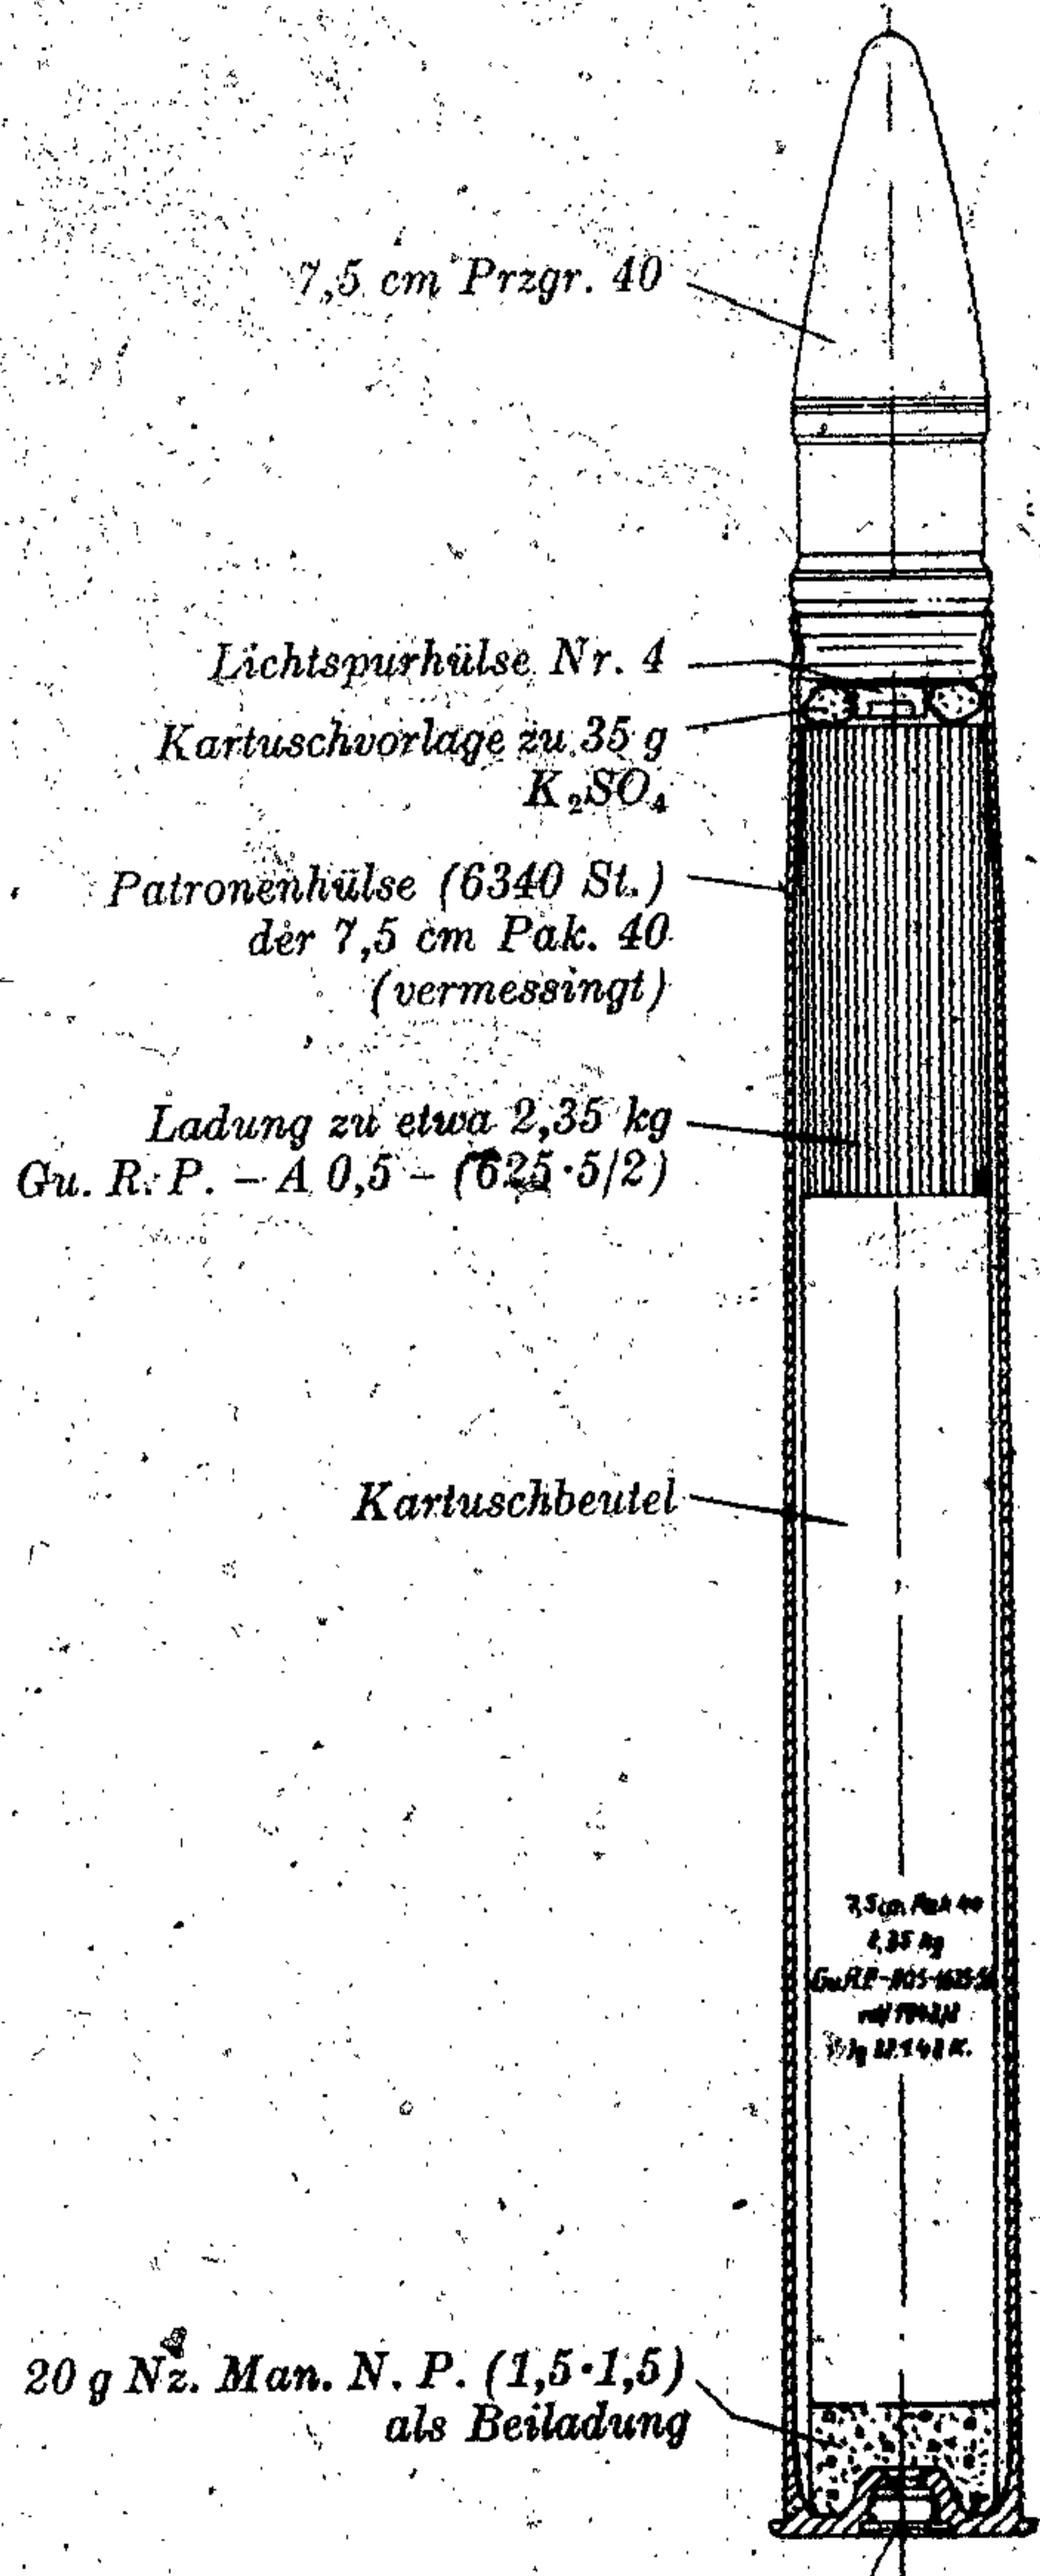 7,5 cm Przgr. 40
Lichtspurhülse Nr. 4
Kartuschvorlage zu 35 g
K₂SO₄
Patronenhülse (6340 St.)
der 7,5 cm Pak. 40
(vermessingt)
Ladung zu etwa 2,35 kg
Gu. R. P. – A 0,5 – (625·5/2)
Kartuschbeutel
7,5 cm Pak 40
2,35 kg
20 g Nz. Man. N. P. (1,5·1,5)
als Beiladung